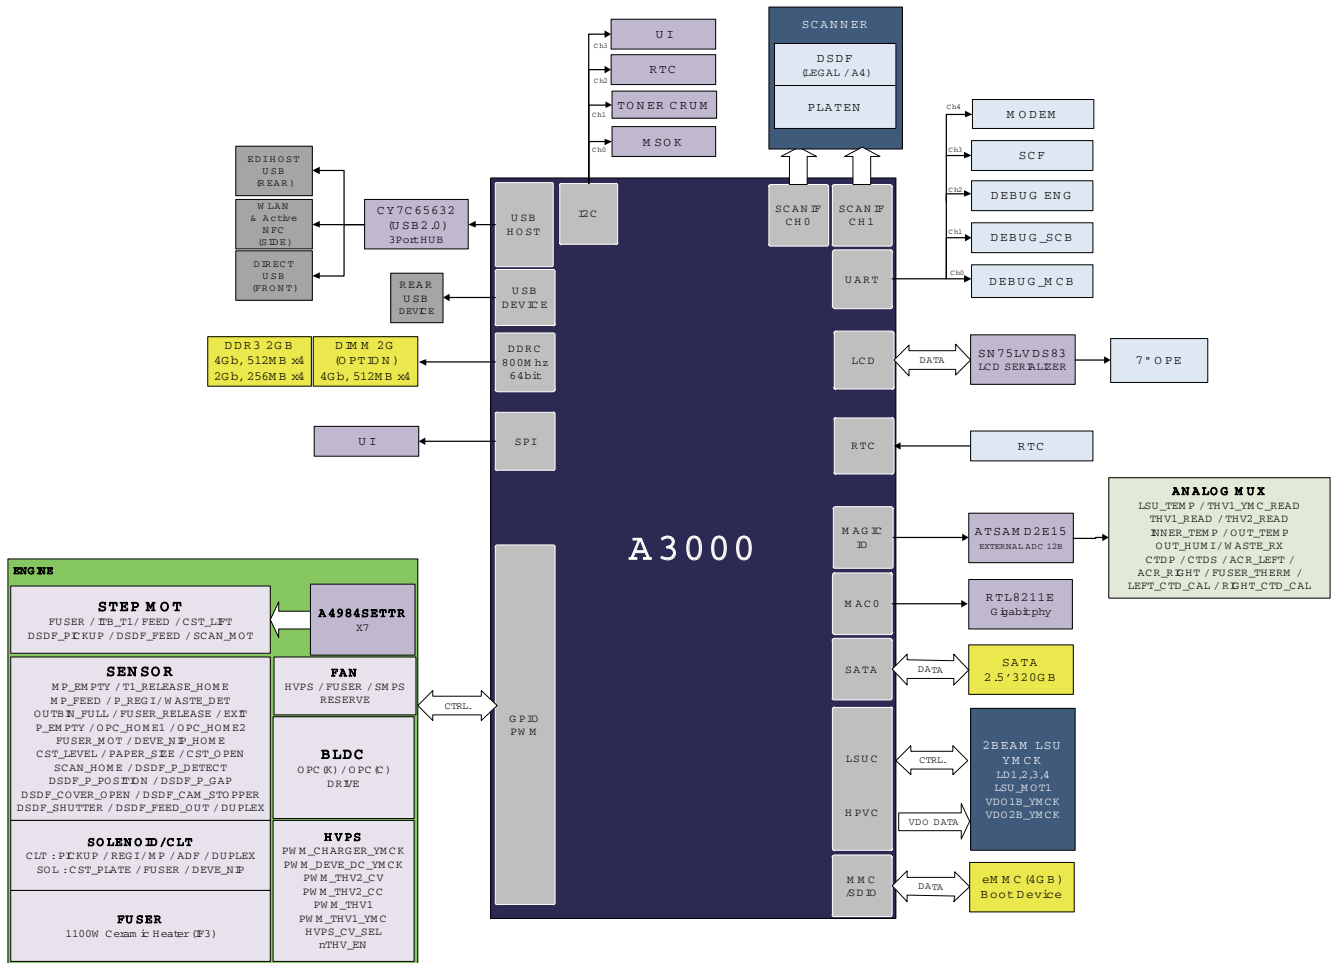 UI
RTC
TONER CRUM
MSOK
Ch3
Ch2
Ch1
Ch0
SCANNER
DSDF
(LEGAL / A4)
PLATEN
Ch4
MODEM
Ch3
SCF
Ch2
DEBUG ENG
Ch1
DEBUG_SCB
Ch0
DEBUG_MCB
EDIHOST
USB
(REAR)
WLAN
& Active
NFC
(SIDE)
DIRECT
USB
(FRONT)
CY7C65632
(USB2.0)
3PortHUB
USB
HOST
I2C
SCANIF
CH0
SCANIF
CH1
UART
REAR
USB
DEVICE
USB
DEVICE
DDR3 2GB
4Gb, 512MB x4
2Gb, 256MB x4
DIMM 2G
(OPTION)
4Gb, 512MB x4
DDRC
800Mhz
64bit
LCD
DATA
SN75LVDS83
LCD SERIALIZER
7" OPE
UI
SPI
RTC
RTC
A3000
MAGIC
IO
ATSAMD2E15
EXTERNAL ADC 12B
ANALOG MUX
LSU_TEMP / THV1_YMC_READ
THV1_READ / THV2_READ
INNER_TEMP / OUT_TEMP
OUT_HUMI / WASTE_RX
CTDP / CTDS / ACR_LEFT /
ACR_RIGHT / FUSER_THERM /
LEFT_CTD_CAL / RIGHT_CTD_CAL
MAC0
RTL8211E
Gigabitphy
SATA
DATA
SATA
2.5' 320GB
LSUC
HPVC
CTRL.
VDO DATA
2BEAM LSU
YMCK
LD1,2,3,4
LSU_MOT1
VDO1B_YMCK
VDO2B_YMCK
MMC
/SDIO
DATA
eMMC (4GB)
Boot Device
GPIO
PWM
CTRL.
ENGINE
STEP MOT
FUSER / ITB_T1 / FEED / CST_LIFT
DSDF_PICKUP / DSDF_FEED / SCAN_MOT
A4984SETTR
X7
SENSOR
MP_EMPTY / T1_RELEASE_HOME
MP_FEED / P_REGI / WASTE_DET
OUTBIN_FULL / FUSER_RELEASE / EXIT
P_EMPTY / OPC_HOME1 / OPC_HOME2
FUSER_MOT / DEVE_NIP_HOME
CST_LEVEL / PAPER_SIZE / CST_OPEN
SCAN_HOME / DSDF_P_DETECT
DSDF_P_POSITION / DSDF_P_GAP
DSDF_COVER_OPEN / DSDF_CAM_STOPPER
DSDF_SHUTTER / DSDF_FEED_OUT / DUPLEX
FAN
HVPS / FUSER / SMPS
RESERVE
BLDC
OPC(K) / OPC(C)
DRIVE
SOLENOID/CLT
CLT : PICKUP / REGI / MP / ADF / DUPLEX
SOL : CST_PLATE / FUSER / DEVE_NIP
HVPS
PWM_CHARGER_YMCK
PWM_DEVE_DC_YMCK
PWM_THV2_CV
PWM_THV2_CC
PWM_THV1
PWM_THV1_YMC
HVPS_CV_SEL
nTHV_EN
FUSER
1100W Ceramic Heater (IF3)